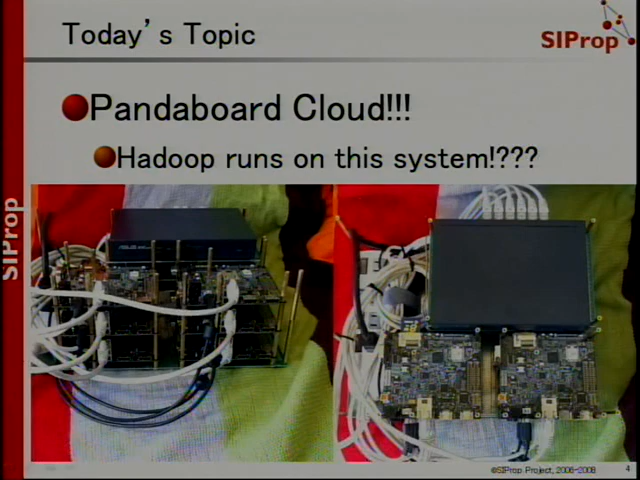 Today's Topic
SIProp
Pandaboard Cloud!!!
Hadoop runs on this system!???
SIProp
©SIProp Project, 2006-2008
4